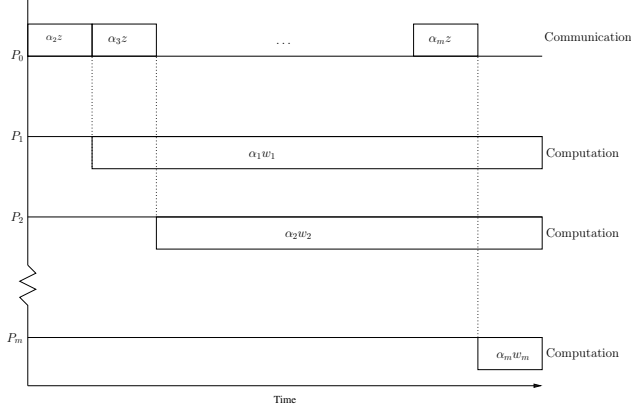 α₂z α₃z ... αₘz Communication
P₀
P₁
α₁w₁ Computation
P₂
α₂w₂ Computation
Pₘ
αₘwₘ Computation
Time